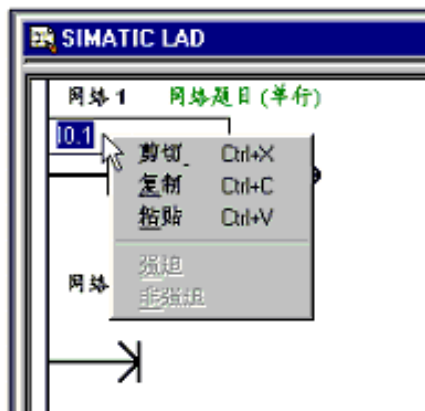 SIMATIC LAD
网络 1 网络题目 (单行)
I0.1
剪切 Ctrl+X
复制 Ctrl+C
粘贴 Ctrl+V
强迫
网络
非强迫